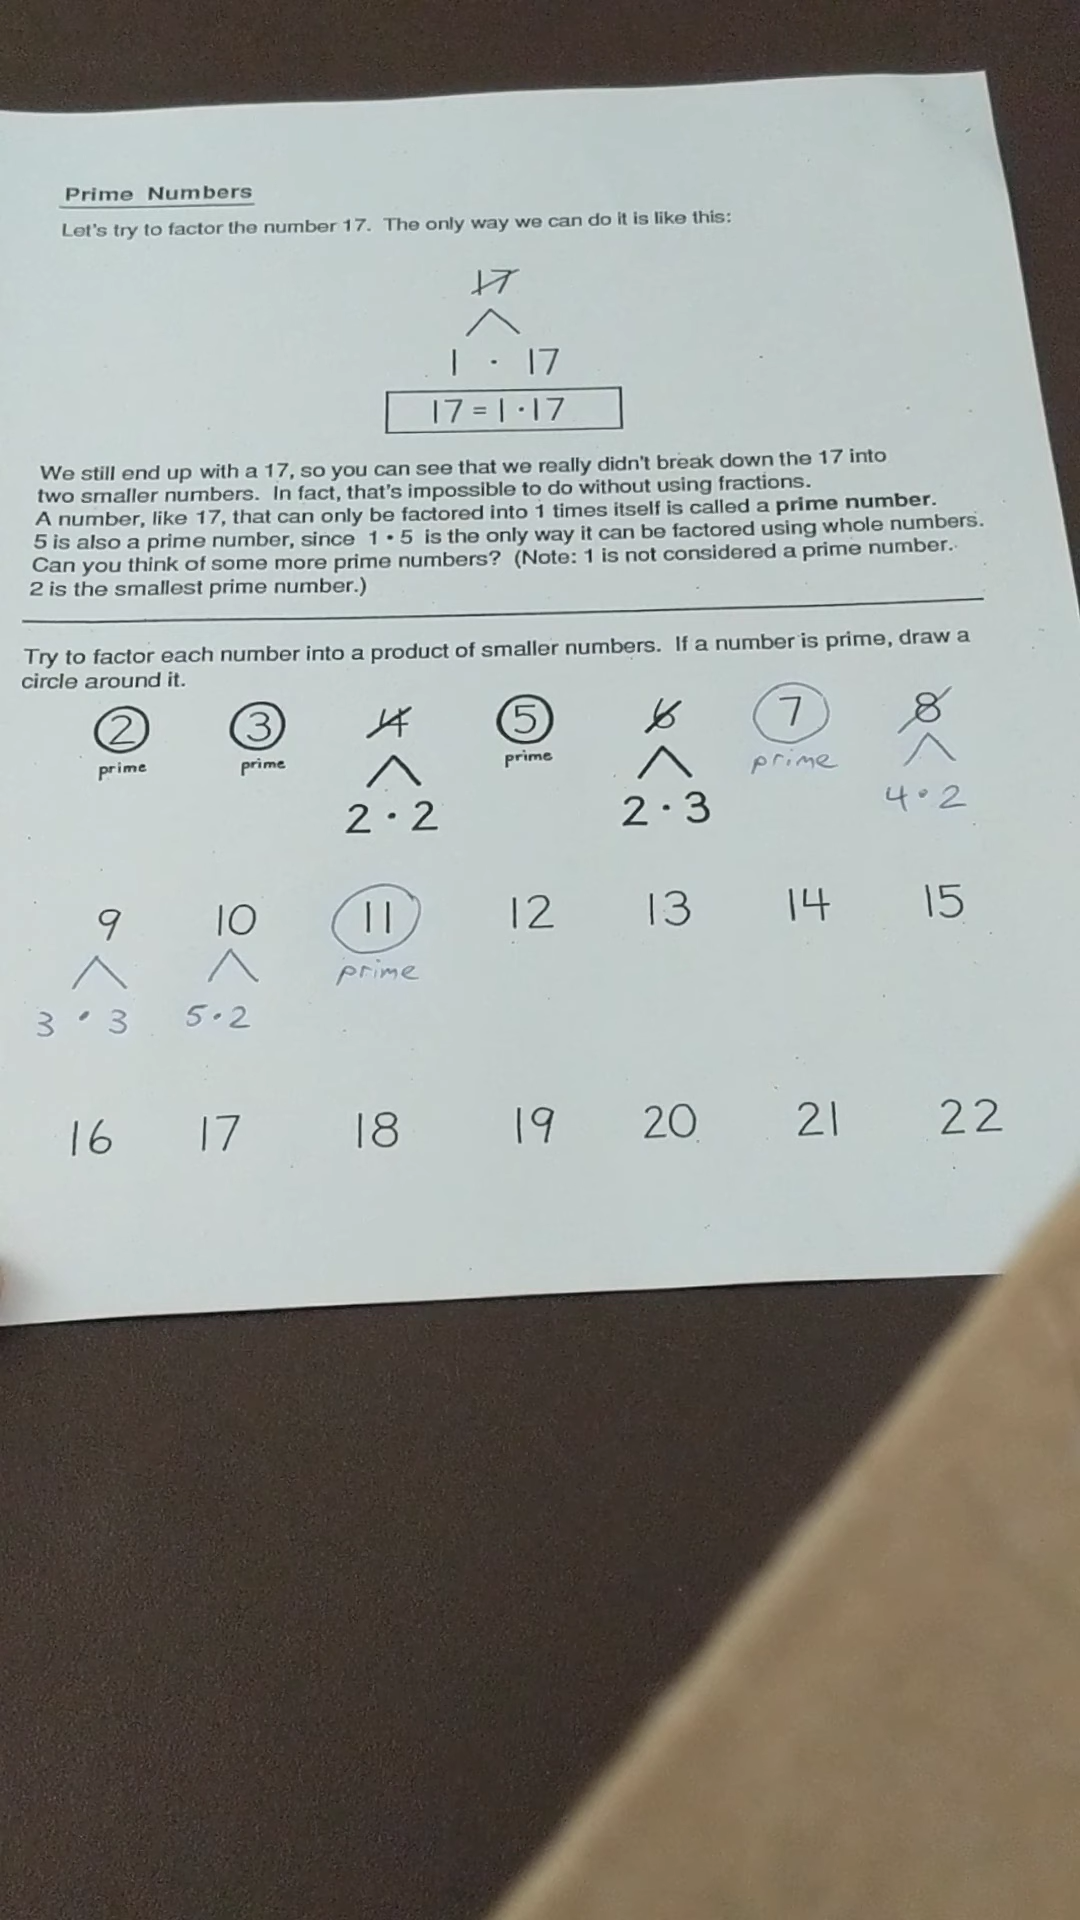 Prime Numbers
Let's try to factor the number 17. The only way we can do it is like this:
17
1 · 17
17 = 1 · 17
We still end up with a 17, so you can see that we really didn't break down the 17 into
two smaller numbers. In fact, that's impossible to do without using fractions.
A number, like 17, that can only be factored into 1 times itself is called a prime number.
5 is also a prime number, since 1 • 5 is the only way it can be factored using whole numbers.
Can you think of some more prime numbers? (Note: 1 is not considered a prime number.
2 is the smallest prime number.)
Try to factor each number into a product of smaller numbers. If a number is prime, draw a
circle around it.
2 3 4 5 6 7 8
prime prime prime prime
2 · 2 2 · 3 4 · 2
9 10 11 12 13 14 15
prime
3 · 3 5 · 2
16 17 18 19 20 21 22